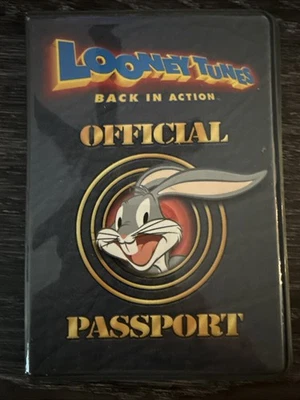 LOONEY TUNES
BACK IN ACTION
OFFICIAL
PASSPORT